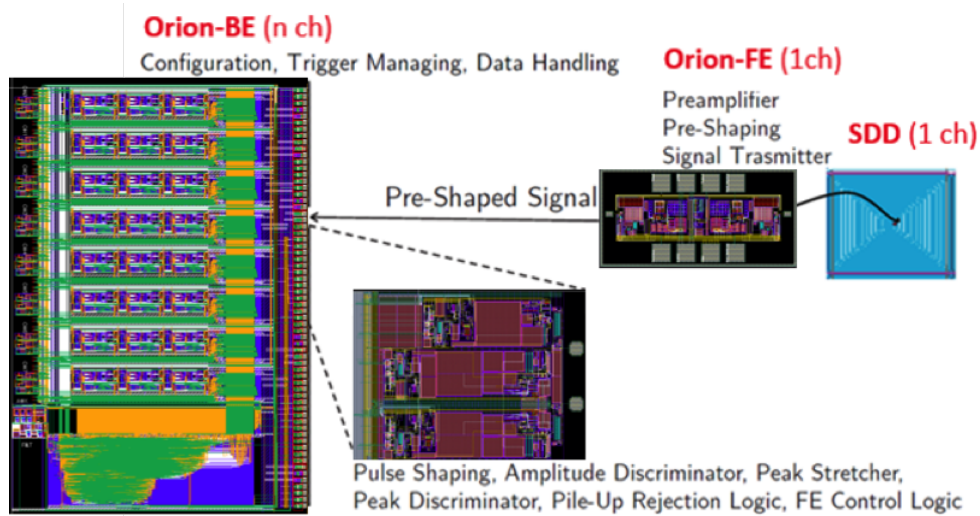 Orion-BE (n ch)
Configuration, Trigger Managing, Data Handling
Orion-FE (1ch)
Preamplifier
Pre-Shaping
Signal Trasmitter
SDD (1 ch)
Pre-Shaped Signal
Pulse Shaping, Amplitude Discriminator, Peak Stretcher,
Peak Discriminator, Pile-Up Rejection Logic, FE Control Logic